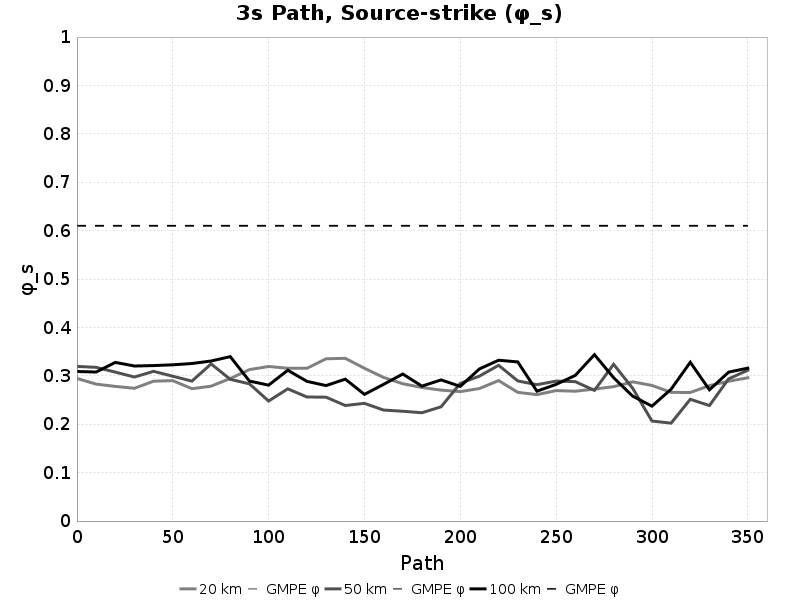 3s Path, Source-strike (φ_s)
1
0.9
0.8
0.7
0.6
0.5
0.4
0.3
0.2
0.1
0
φ_s
0 50 100 150 200 250 300 350
Path
20 km GMPE φ 50 km GMPE φ 100 km GMPE φ